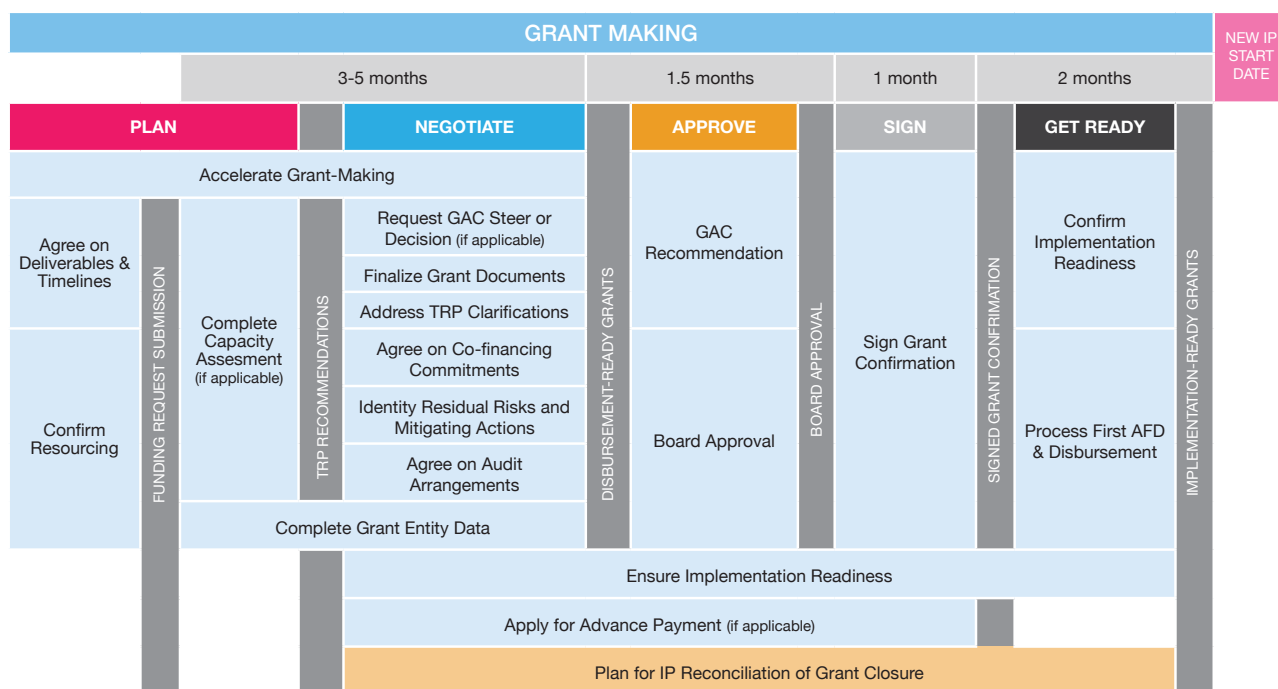 GRANT MAKING
NEW IP
START
DATE
3-5 months
1.5 months
1 month
2 months
PLAN
NEGOTIATE
APPROVE
SIGN
GET READY
Accelerate Grant-Making
Agree on
Deliverables &
Timelines
Confirm
Resourcing
FUNDING REQUEST SUBMISSION
Complete
Capacity
Assesment
(if applicable)
TRP RECOMMENDATIONS
Request GAC Steer or
Decision (if applicable)
Finalize Grant Documents
Address TRP Clarifications
Agree on Co-financing
Commitments
Identity Residual Risks and
Mitigating Actions
Agree on Audit
Arrangements
Complete Grant Entity Data
DISBURSEMENT-READY GRANTS
GAC
Recommendation
Board Approval
BOARD APPROVAL
Sign Grant
Confirmation
SIGNED GRANT CONFRIMATION
Confirm
Implementation
Readiness
Process First AFD
& Disbursement
IMPLEMENTATION-READY GRANTS
Ensure Implementation Readiness
Apply for Advance Payment (if applicable)
Plan for IP Reconciliation of Grant Closure